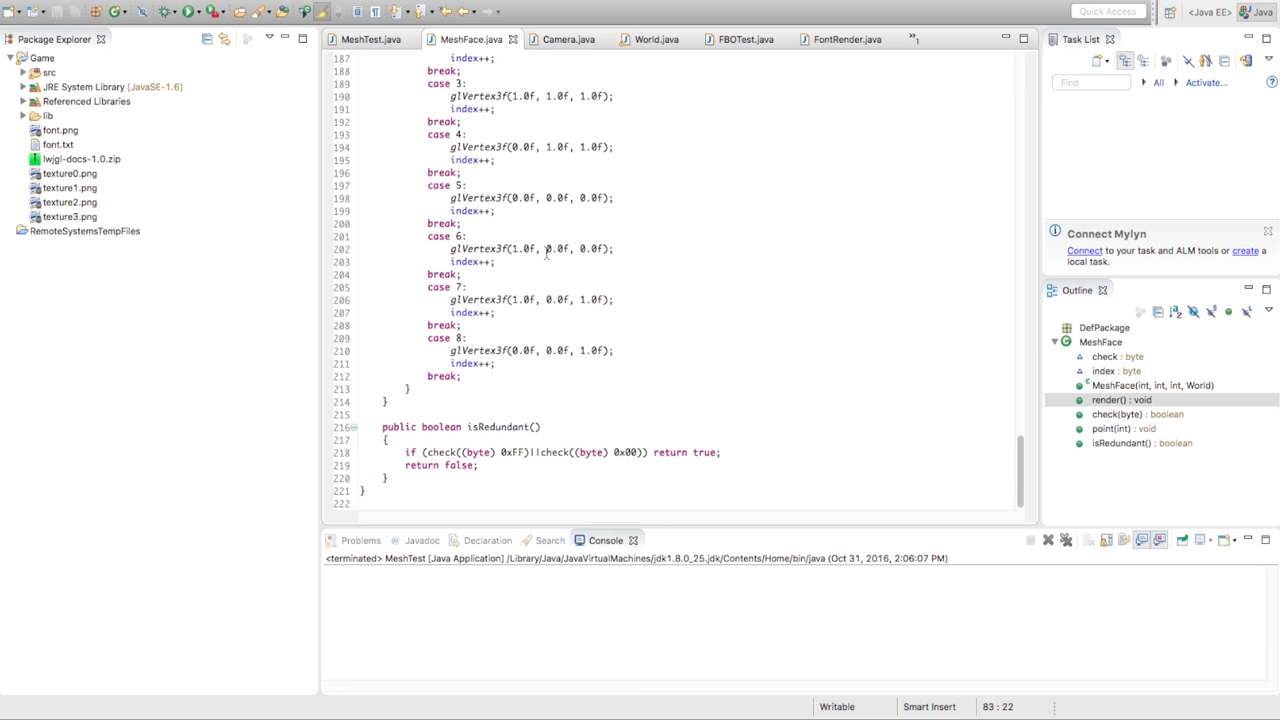 Quick Access
<Java EE>
Java
Package Explorer
MeshTest.java
MeshFace.java
Camera.java
World.java
FBOTest.java
FontRender.java
»1
Task List
Game
src
JRE System Library [JavaSE-1.6]
Referenced Libraries
lib
font.png
font.txt
lwjgl-docs-1.0.zip
texture0.png
texture1.png
texture2.png
texture3.png
RemoteSystemsTempFiles
187 index++;
188 break;
189 case 3:
190 glVertex3f(1.0f, 1.0f, 1.0f);
191 index++;
192 break;
193 case 4:
194 glVertex3f(0.0f, 1.0f, 1.0f);
195 index++;
196 break;
197 case 5:
198 glVertex3f(0.0f, 0.0f, 0.0f);
199 index++;
200 break;
201 case 6:
202 glVertex3f(1.0f, 0.0f, 0.0f);
203 index++;
204 break;
205 case 7:
206 glVertex3f(1.0f, 0.0f, 1.0f);
207 index++;
208 break;
209 case 8:
210 glVertex3f(0.0f, 0.0f, 1.0f);
211 index++;
212 break;
213 }
214 }
215
216 public boolean isRedundant()
217 {
218 if (check((byte) 0xFF)||check((byte) 0x00)) return true;
219 return false;
220 }
221 }
222
Find
All
Activate...
Connect Mylyn
Connect to your task and ALM tools or create a
local task.
Outline
DefPackage
MeshFace
check : byte
index : byte
MeshFace(int, int, int, World)
render() : void
check(byte) : boolean
point(int) : void
isRedundant() : boolean
Problems
Javadoc
Declaration
Search
Console
<terminated> MeshTest [Java Application] /Library/Java/JavaVirtualMachines/jdk1.8.0_25.jdk/Contents/Home/bin/java (Oct 31, 2016, 2:06:07 PM)
Writable
Smart Insert
83 : 22